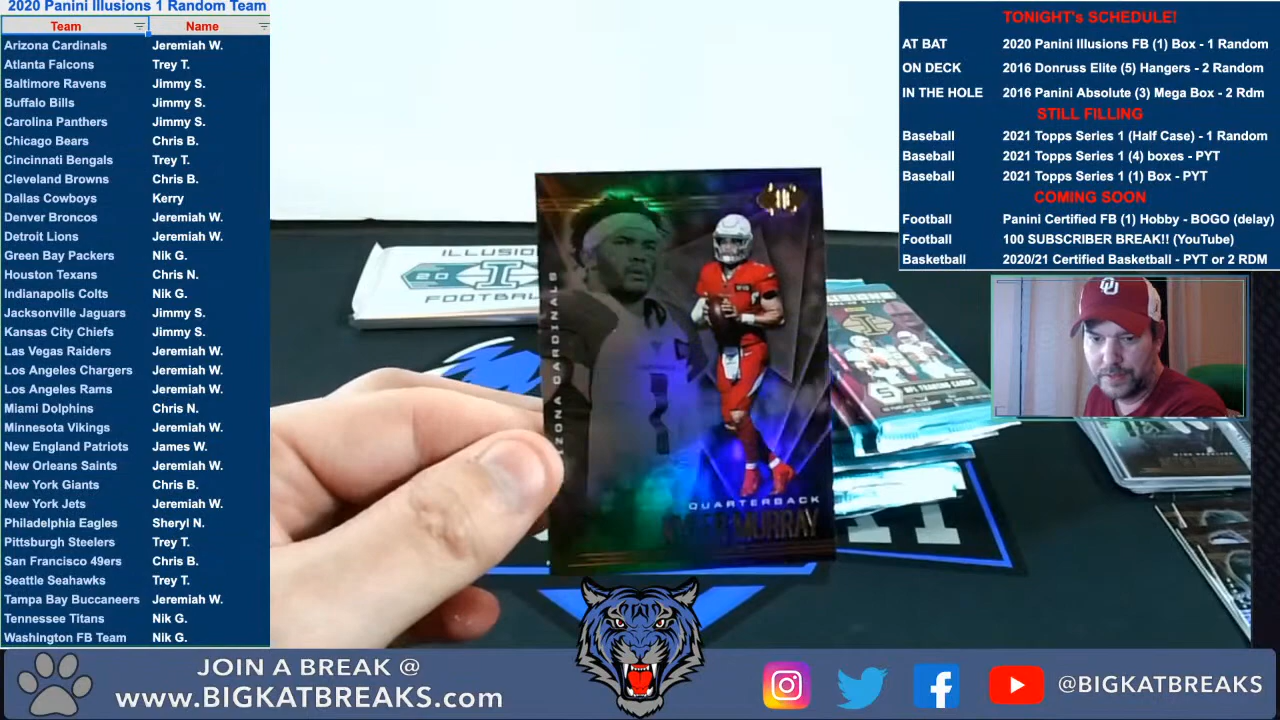 2020 Panini Illusions 1 Random Team
Team Name
Arizona Cardinals Jeremiah W.
Atlanta Falcons Trey T.
Baltimore Ravens Jimmy S.
Buffalo Bills Jimmy S.
Carolina Panthers Jimmy S.
Chicago Bears Chris B.
Cincinnati Bengals Trey T.
Cleveland Browns Chris B.
Dallas Cowboys Kerry
Denver Broncos Jeremiah W.
Detroit Lions Jeremiah W.
Green Bay Packers Nik G.
Houston Texans Chris N.
Indianapolis Colts Nik G.
Jacksonville Jaguars Jimmy S.
Kansas City Chiefs Jimmy S.
Las Vegas Raiders Jeremiah W.
Los Angeles Chargers Jeremiah W.
Los Angeles Rams Jeremiah W.
Miami Dolphins Chris N.
Minnesota Vikings Jeremiah W.
New England Patriots James W.
New Orleans Saints Jeremiah W.
New York Giants Chris B.
New York Jets Jeremiah W.
Philadelphia Eagles Sheryl N.
Pittsburgh Steelers Trey T.
San Francisco 49ers Chris B.
Seattle Seahawks Trey T.
Tampa Bay Buccaneers Jeremiah W.
Tennessee Titans Nik G.
Washington FB Team Nik G.
TONIGHT's SCHEDULE!
AT BAT 2020 Panini Illusions FB (1) Box - 1 Random
ON DECK 2016 Donruss Elite (5) Hangers - 2 Random
IN THE HOLE 2016 Panini Absolute (3) Mega Box - 2 Rdm
STILL FILLING
Baseball 2021 Topps Series 1 (Half Case) - 1 Random
Baseball 2021 Topps Series 1 (4) boxes - PYT
Baseball 2021 Topps Series 1 (1) Box - PYT
COMING SOON
Football Panini Certified FB (1) Hobby - BOGO (delay)
Football 100 SUBSCRIBER BREAK!! (YouTube)
Basketball 2020/21 Certified Basketball - PYT or 2 RDM
OU
20 I
FOOTBAL
QUARTERBACK
MURRAY
JOIN A BREAK @
www.BIGKATBREAKS.com
@BIGKATBREAKS